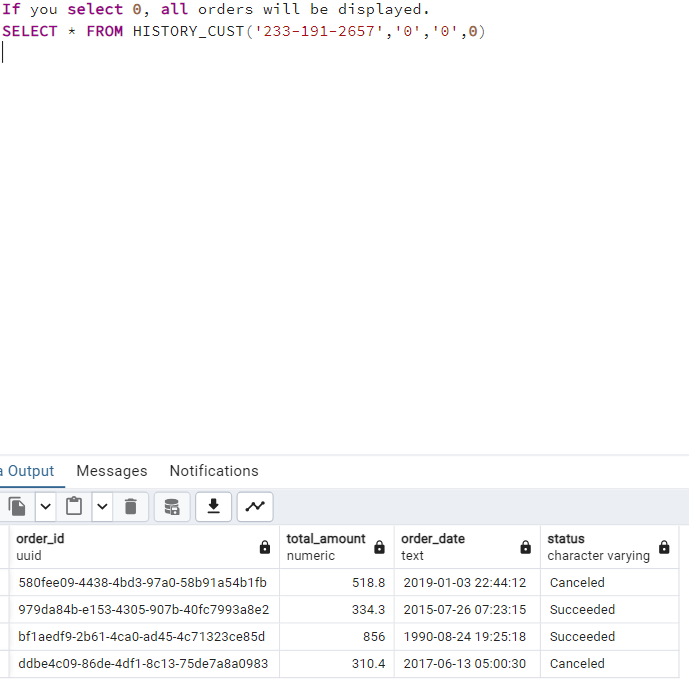 If you select 0, all orders will be displayed.
SELECT * FROM HISTORY_CUST('233-191-2657','0','0',0)
a Output Messages Notifications
order_id total_amount order_date status
uuid numeric text character varying
580fee09-4438-4bd3-97a0-58b91a54b1fb 518.8 2019-01-03 22:44:12 Canceled
979da84b-e153-4305-907b-40fc7993a8e2 334.3 2015-07-26 07:23:15 Succeeded
bf1aedf9-2b61-4ca0-ad45-4c71323ce85d 856 1990-08-24 19:25:18 Succeeded
ddbe4c09-86de-4df1-8c13-75de7a8a0983 310.4 2017-06-13 05:00:30 Canceled